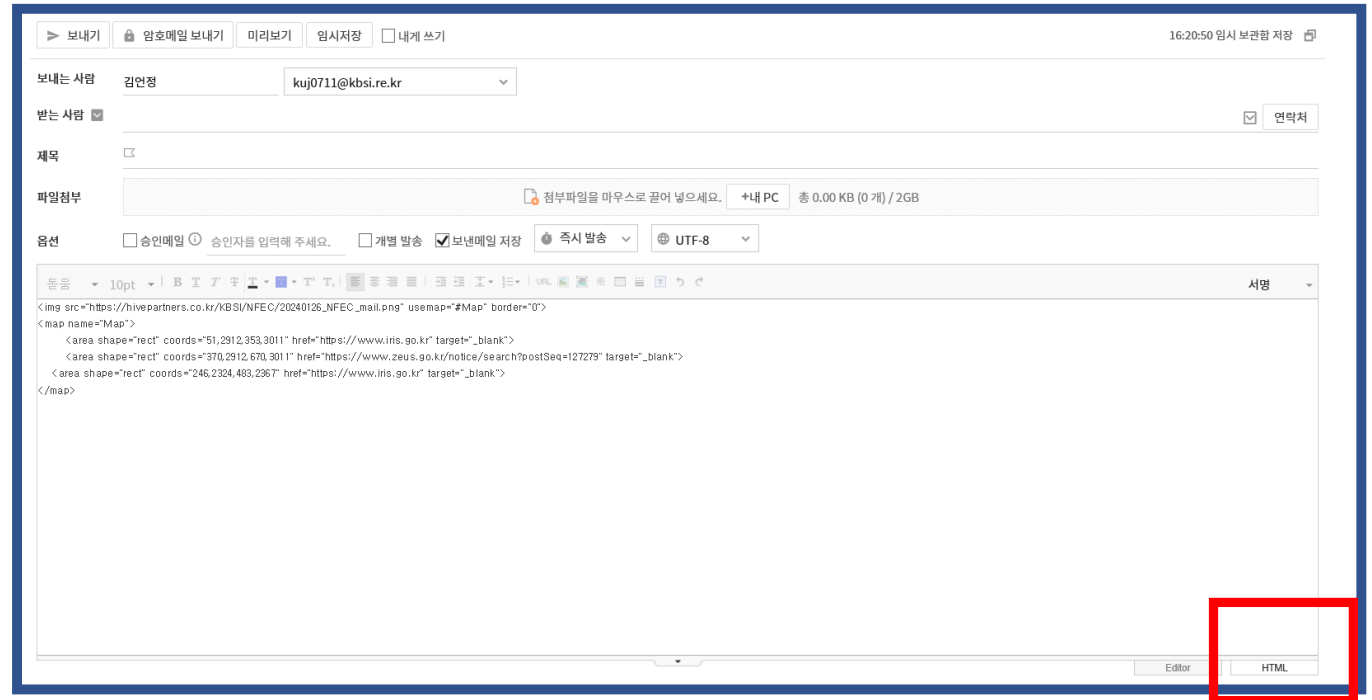 보내기 암호메일 보내기 미리보기 임시저장 내게 쓰기 16:20:50 임시 보관함 저장
보내는 사람 김언정 kuj0711@kbsi.re.kr
받는 사람 연락처
제목
파일첨부 첨부파일을 마우스로 끌어 넣으세요. +내 PC 총 0.00 KB (0 개) / 2GB
옵션 승인메일 승인자를 입력해 주세요. 개별 발송 보낸메일 저장 즉시 발송 UTF-8
돋움 10pt B T T T T T T URL 서명
<img src="https://hivepartners.co.kr/KBSI/NFEC/20240126_NFEC_mail.png" usemap="#Map" border="0">
<map name="Map">
<area shape="rect" coords="51,2912,353,3011" href="https://www.iris.go.kr" target="_blank">
<area shape="rect" coords="370,2912,670,3011" href="https://www.zeus.go.kr/notice/search?postSeq=127279" target="_blank">
<area shape="rect" coords="246,2324,483,2367" href="https://www.iris.go.kr" target="_blank">
</map>
Editor HTML